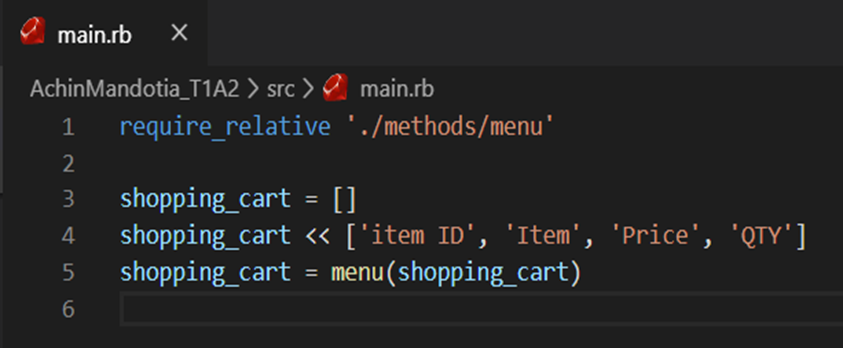 main.rb ×
AchinMandotia_T1A2 > src > main.rb
1 require_relative './methods/menu'
2
3 shopping_cart = []
4 shopping_cart << ['item ID', 'Item', 'Price', 'QTY']
5 shopping_cart = menu(shopping_cart)
6